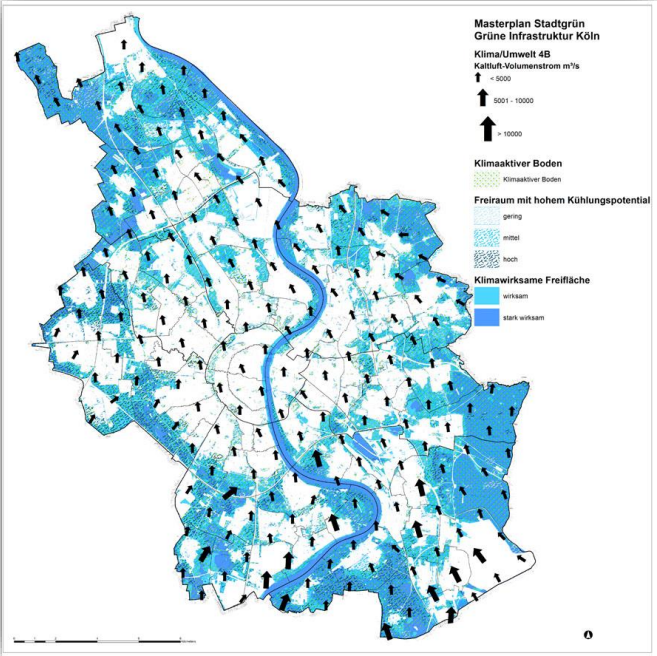 Masterplan Stadtgrün
Grüne Infrastruktur Köln
Klima/Umwelt 4B
Kaltluft-Volumenstrom m³/s
< 5000
5001 - 10000
> 10000
Klimaaktiver Boden
Klimaaktiver Boden
Freiraum mit hohem Kühlungspotential
gering
mittel
hoch
Klimawirksame Freifläche
wirksam
stark wirksam